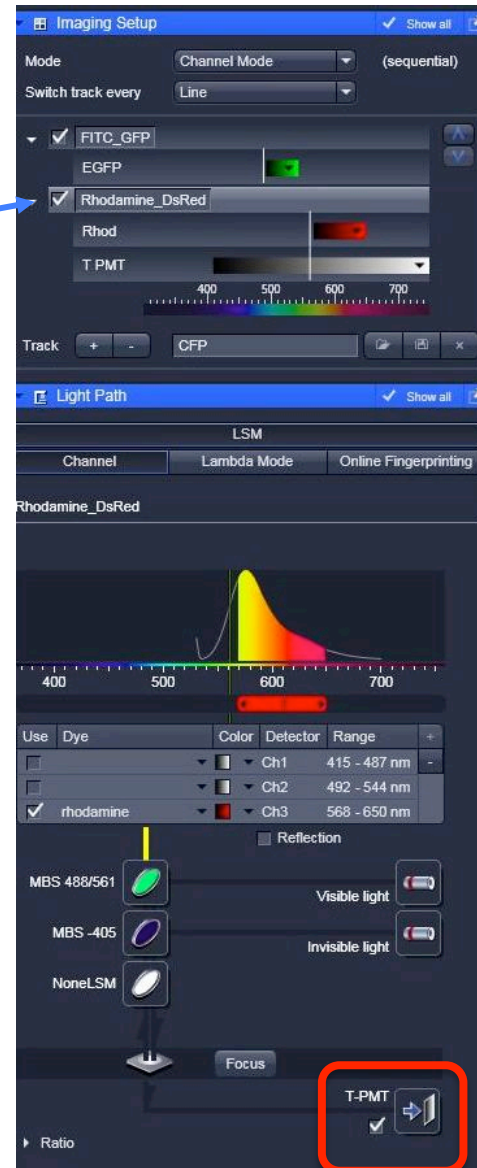 Imaging Setup Show all
Mode Channel Mode (sequential)
Switch track every Line
FITC_GFP
EGFP
Rhodamine_DsRed
Rhod
T PMT
400 500 600 700
Track + - CFP
Light Path Show all
LSM
Channel Lambda Mode Online Fingerprinting
Rhodamine_DsRed
400 500 600 700
Use Dye Color Detector Range +
Ch1 415 - 487 nm -
Ch2 492 - 544 nm
rhodamine Ch3 568 - 650 nm
Reflection
MBS 488/561
Visible light
MBS -405
Invisible light
NoneLSM
Focus
T-PMT
Ratio